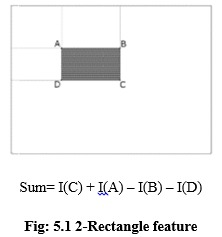 A B
D C
Sum= I(C) + I(A) – I(B) – I(D)
Fig: 5.1 2-Rectangle feature